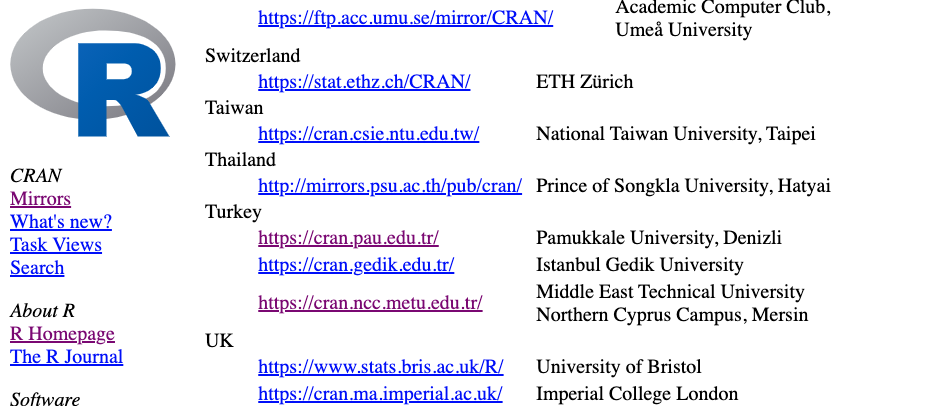 R
CRAN
Mirrors
What's new?
Task Views
Search
About R
R Homepage
The R Journal
Software
https://ftp.acc.umu.se/mirror/CRAN/ Academic Computer Club,
Umeå University
Switzerland
https://stat.ethz.ch/CRAN/ ETH Zürich
Taiwan
https://cran.csie.ntu.edu.tw/ National Taiwan University, Taipei
Thailand
http://mirrors.psu.ac.th/pub/cran/ Prince of Songkla University, Hatyai
Turkey
https://cran.pau.edu.tr/ Pamukkale University, Denizli
https://cran.gedik.edu.tr/ Istanbul Gedik University
https://cran.ncc.metu.edu.tr/ Middle East Technical University
Northern Cyprus Campus, Mersin
UK
https://www.stats.bris.ac.uk/R/ University of Bristol
https://cran.ma.imperial.ac.uk/ Imperial College London